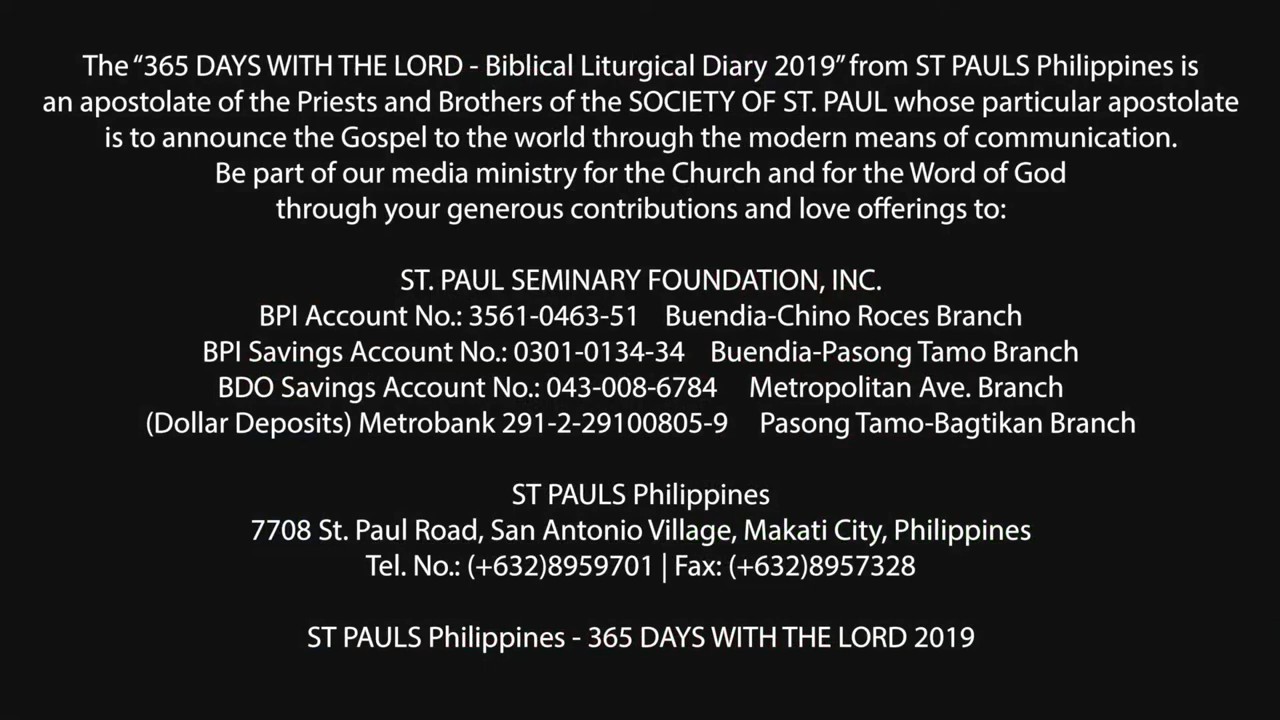 The “365 DAYS WITH THE LORD - Biblical Liturgical Diary 2019” from ST PAULS Philippines is
an apostolate of the Priests and Brothers of the SOCIETY OF ST. PAUL whose particular apostolate
is to announce the Gospel to the world through the modern means of communication.
Be part of our media ministry for the Church and for the Word of God
through your generous contributions and love offerings to:
ST. PAUL SEMINARY FOUNDATION, INC.
BPI Account No.: 3561-0463-51 Buendia-Chino Roces Branch
BPI Savings Account No.: 0301-0134-34 Buendia-Pasong Tamo Branch
BDO Savings Account No.: 043-008-6784 Metropolitan Ave. Branch
(Dollar Deposits) Metrobank 291-2-29100805-9 Pasong Tamo-Bagtikan Branch
ST PAULS Philippines
7708 St. Paul Road, San Antonio Village, Makati City, Philippines
Tel. No.: (+632)8959701 | Fax: (+632)8957328
ST PAULS Philippines - 365 DAYS WITH THE LORD 2019